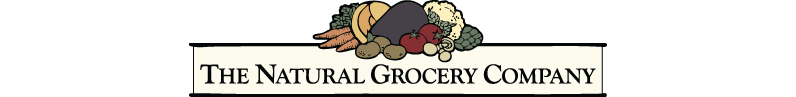 THE NATURAL GROCERY COMPANY